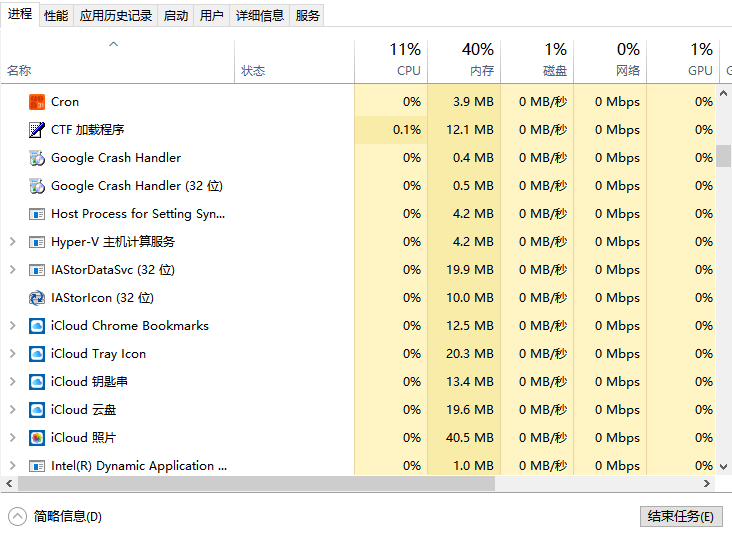 进程 性能 应用历史记录 启动 用户 详细信息 服务
11% 40% 1% 0% 1%
名称 状态 CPU 内存 磁盘 网络 GPU G
Cron 0% 3.9 MB 0 MB/秒 0 Mbps 0%
CTF 加载程序 0.1% 12.1 MB 0 MB/秒 0 Mbps 0%
Google Crash Handler 0% 0.4 MB 0 MB/秒 0 Mbps 0%
Google Crash Handler (32 位) 0% 0.5 MB 0 MB/秒 0 Mbps 0%
Host Process for Setting Syn... 0% 4.2 MB 0 MB/秒 0 Mbps 0%
Hyper-V 主机计算服务 0% 4.2 MB 0 MB/秒 0 Mbps 0%
IAStorDataSvc (32 位) 0% 19.9 MB 0 MB/秒 0 Mbps 0%
IAStorIcon (32 位) 0% 10.0 MB 0 MB/秒 0 Mbps 0%
iCloud Chrome Bookmarks 0% 12.5 MB 0 MB/秒 0 Mbps 0%
iCloud Tray Icon 0% 20.3 MB 0 MB/秒 0 Mbps 0%
iCloud 钥匙串 0% 13.4 MB 0 MB/秒 0 Mbps 0%
iCloud 云盘 0% 19.6 MB 0 MB/秒 0 Mbps 0%
iCloud 照片 0% 40.5 MB 0 MB/秒 0 Mbps 0%
Intel(R) Dynamic Application ... 0% 1.0 MB 0 MB/秒 0 Mbps 0%
简略信息(D) 结束任务(E)